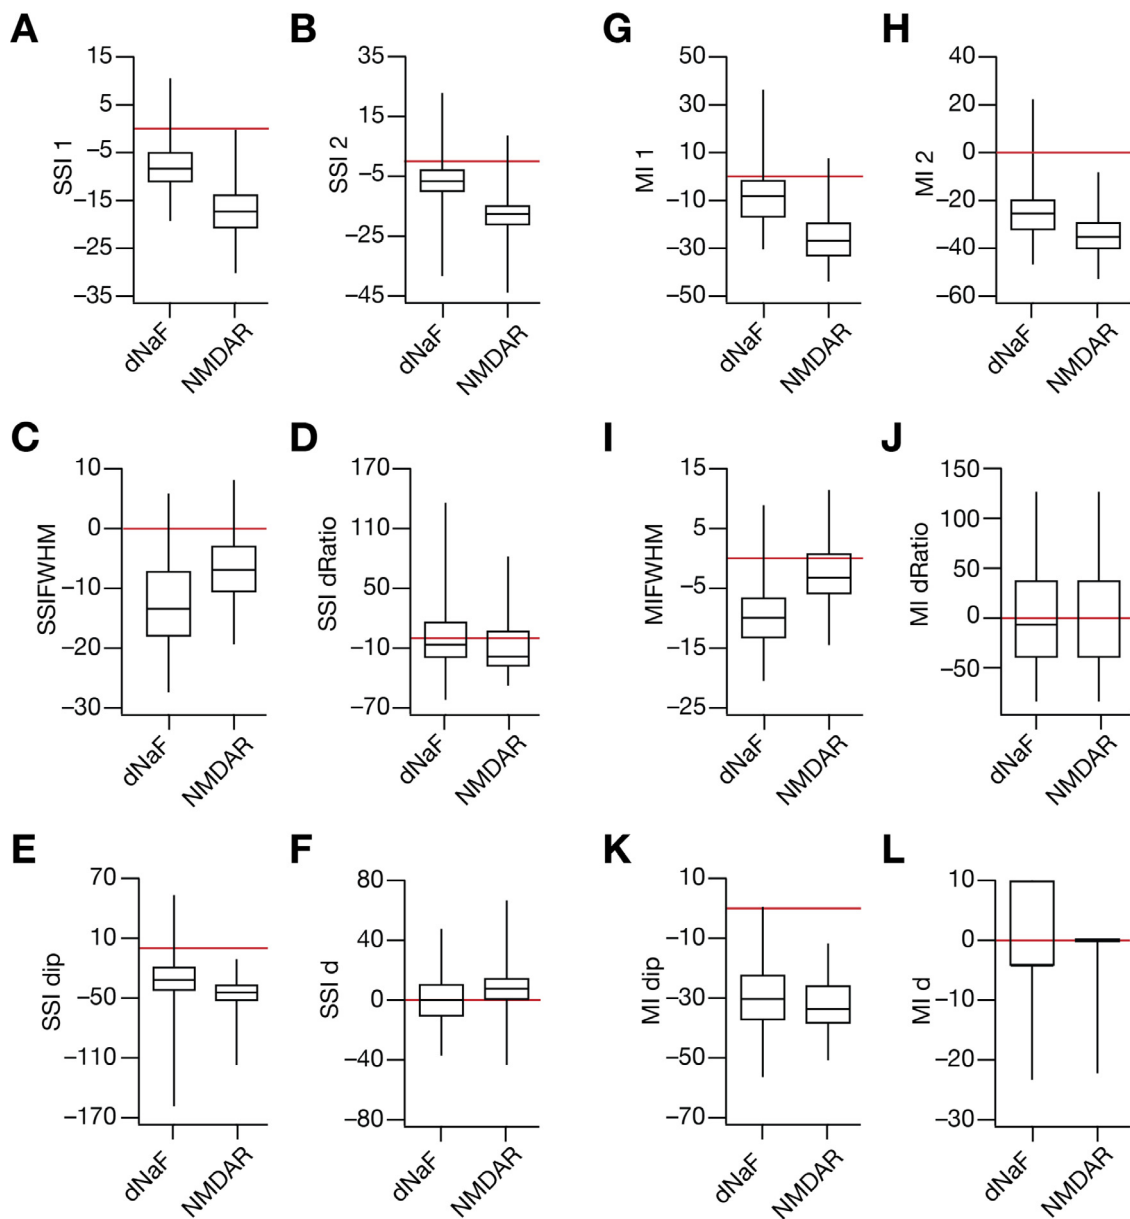 A
SSI 1
15
5
−5
−15
−25
−35
dNaF
NMDAR
B
SSI 2
35
15
−5
−25
−45
dNaF
NMDAR
G
MI 1
50
30
10
−10
−30
−50
dNaF
NMDAR
H
MI 2
40
20
0
−20
−40
−60
dNaF
NMDAR
C
SSIFWHM
10
0
−10
−20
−30
dNaF
NMDAR
D
SSI dRatio
170
110
50
−10
−70
dNaF
NMDAR
I
MIFWHM
15
5
−5
−15
−25
dNaF
NMDAR
J
MI dRatio
150
100
50
0
−50
dNaF
NMDAR
E
SSI dip
70
10
−50
−110
−170
dNaF
NMDAR
F
SSI d
80
40
0
−40
−80
dNaF
NMDAR
K
MI dip
10
−10
−30
−50
−70
dNaF
NMDAR
L
MI d
10
0
−10
−20
−30
dNaF
NMDAR